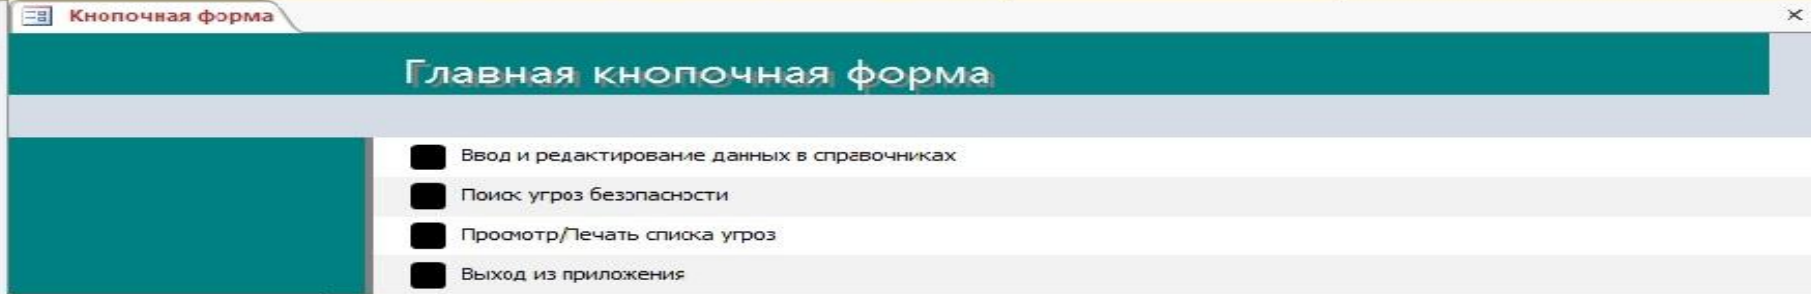 Кнопочная форма
Главная кнопочная форма
Ввод и редактирование данных в справочниках
Поиск угроз безопасности
Просмотр/Печать списка угроз
Выход из приложения